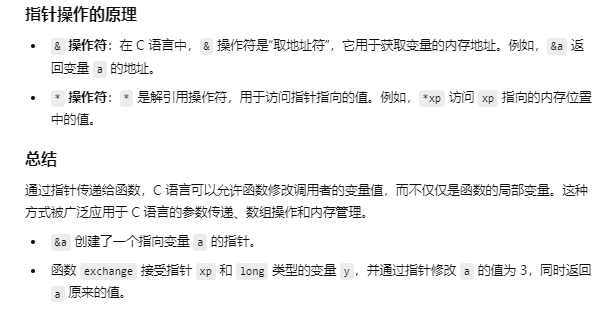 指针操作的原理
• & 操作符：在 C 语言中，& 操作符是“取地址符”，它用于获取变量的内存地址。例如，&a 返
回变量 a 的地址。
• * 操作符：* 是解引用操作符，用于访问指针指向的值。例如，*xp 访问 xp 指向的内存位置
中的值。
总结
通过指针传递给函数，C 语言可以允许函数修改调用者的变量值，而不仅仅是函数的局部变量。这种
方式被广泛应用于 C 语言的参数传递、数组操作和内存管理。
• &a 创建了一个指向变量 a 的指针。
• 函数 exchange 接受指针 xp 和 long 类型的变量 y，并通过指针修改 a 的值为 3，同时返回
a 原来的值。